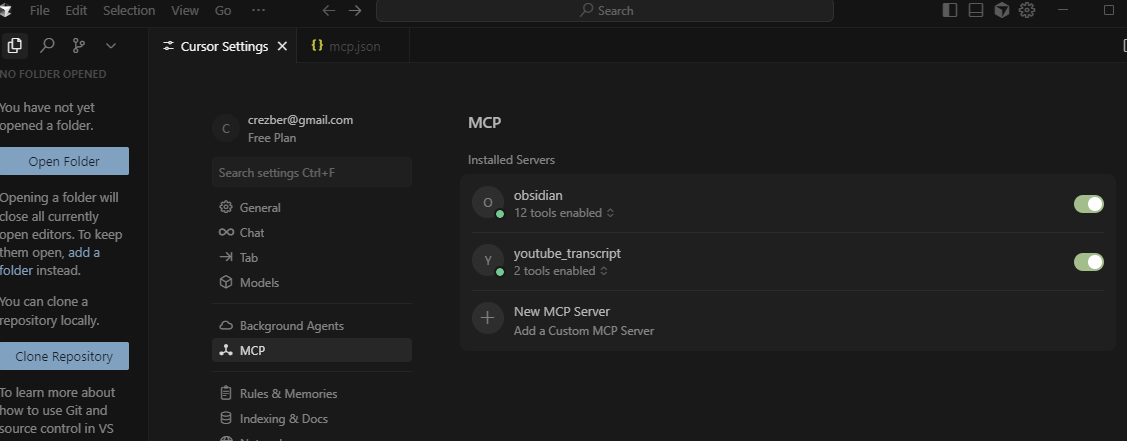 File Edit Selection View Go ··· Search
Cursor Settings
{} mcp.json
NO FOLDER OPENED
You have not yet
opened a folder.
Open Folder
Opening a folder will
close all currently
open editors. To keep
them open, add a
folder instead.
You can clone a
repository locally.
Clone Repository
To learn more about
how to use Git and
source control in VS
C
crezber@gmail.com
Free Plan
Search settings Ctrl+F
General
Chat
Tab
Models
Background Agents
MCP
Rules & Memories
Indexing & Docs
MCP
Installed Servers
O
obsidian
12 tools enabled
Y
youtube_transcript
2 tools enabled
New MCP Server
Add a Custom MCP Server